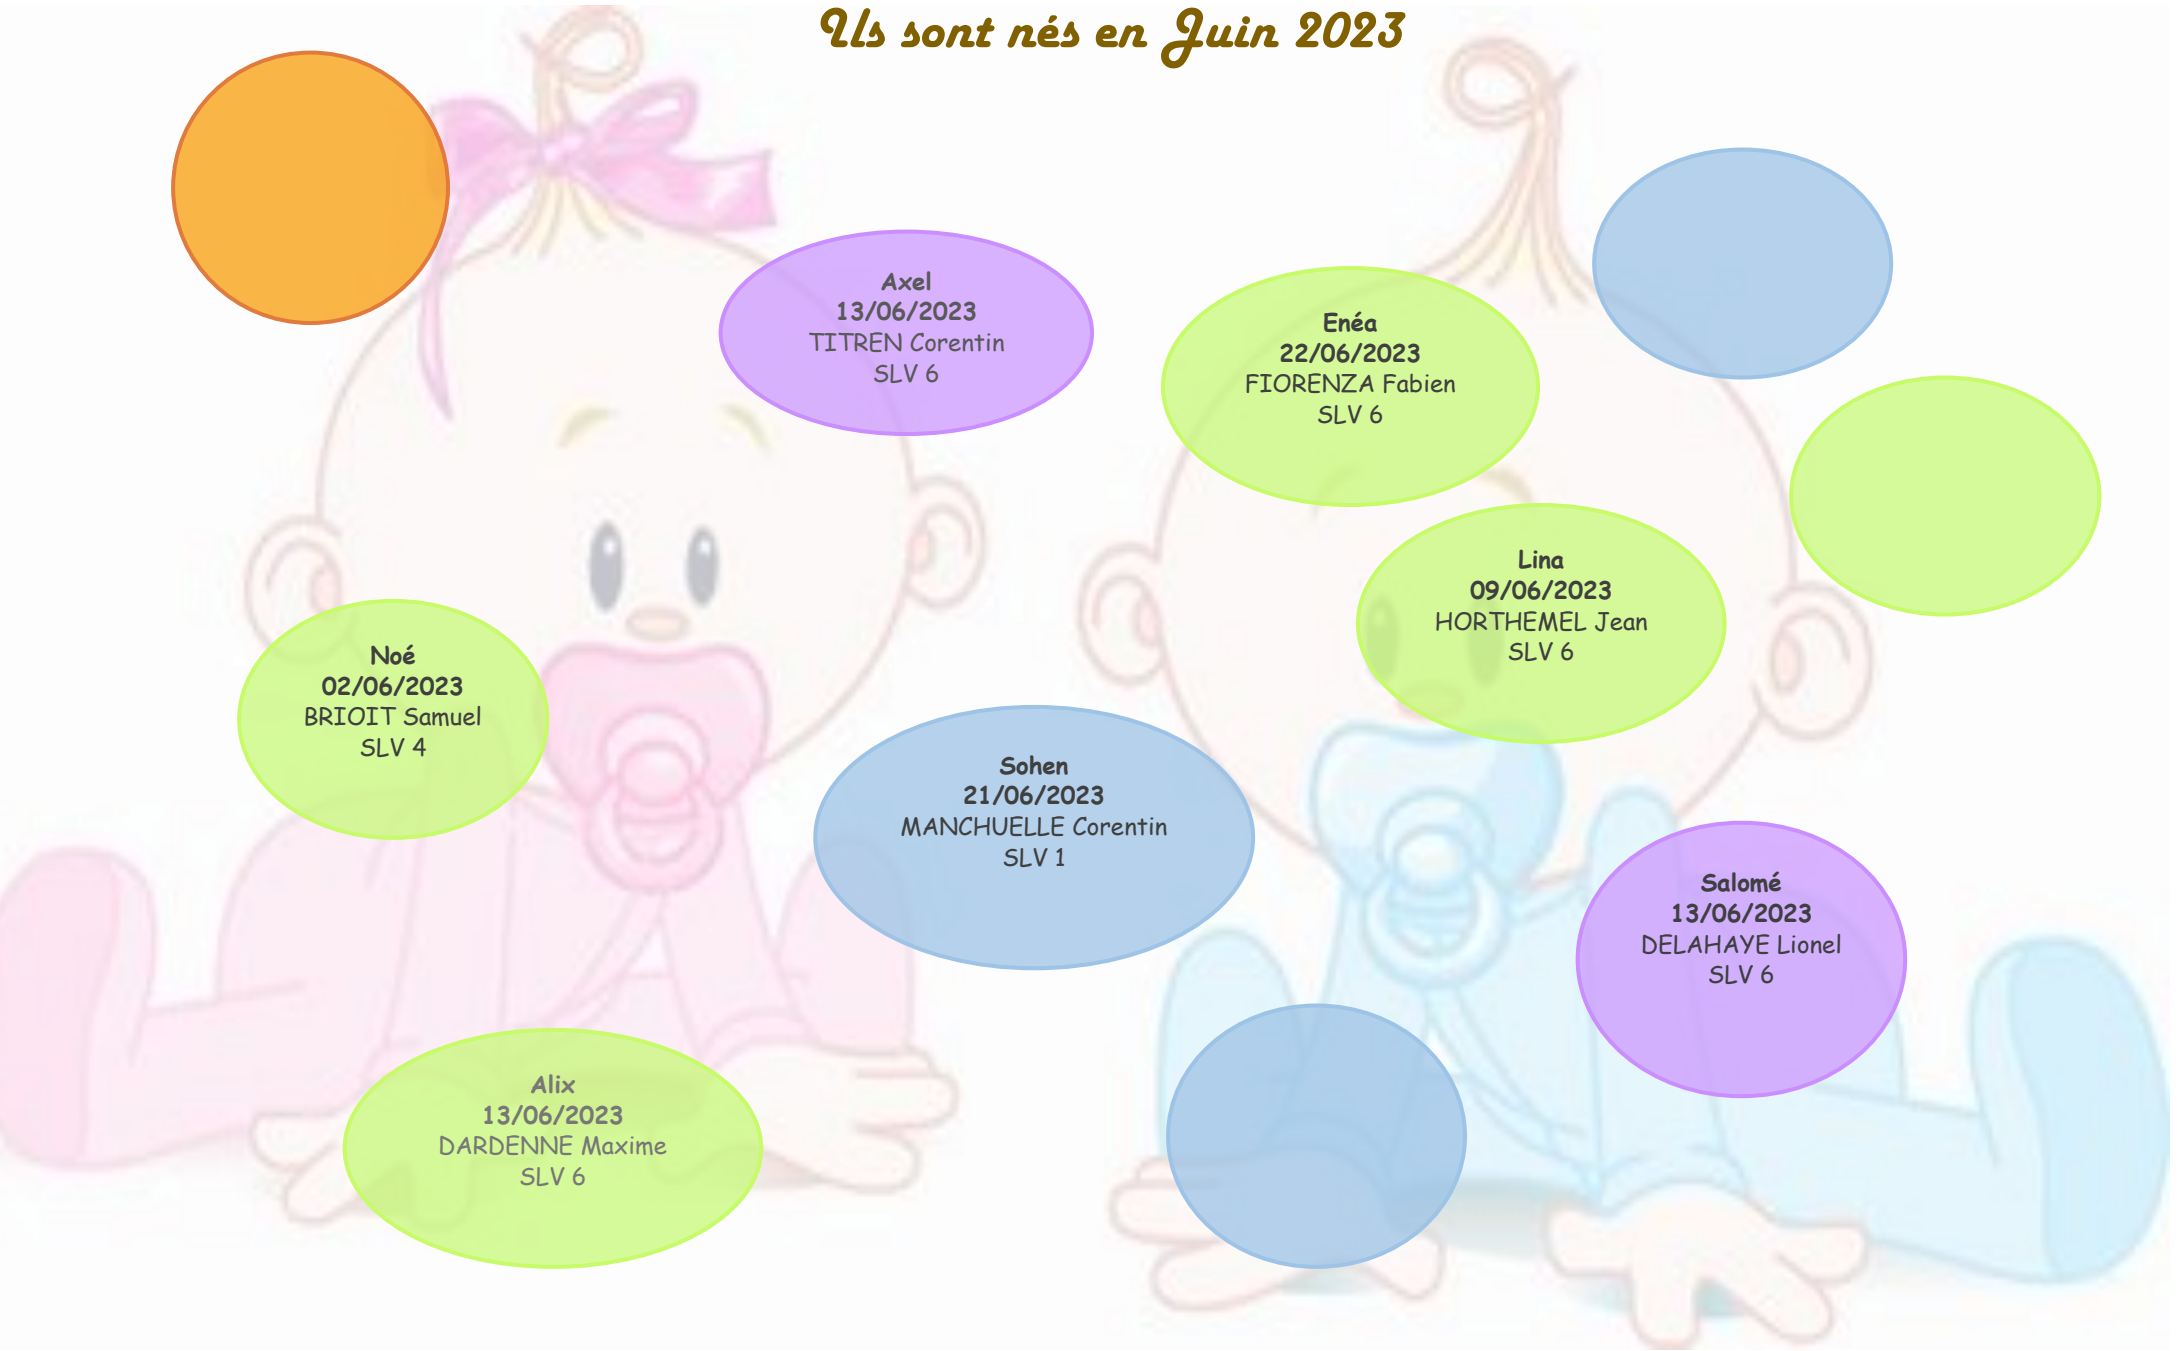 Ils sont nés en Juin 2023
Axel
13/06/2023
TITREN Corentin
SLV 6
Enéa
22/06/2023
FIORENZA Fabien
SLV 6
Lina
09/06/2023
HORTHEMEL Jean
SLV 6
Noé
02/06/2023
BRIOIT Samuel
SLV 4
Sohen
21/06/2023
MANCHUELLE Corentin
SLV 1
Salomé
13/06/2023
DELAHAYE Lionel
SLV 6
Alix
13/06/2023
DARDENNE Maxime
SLV 6